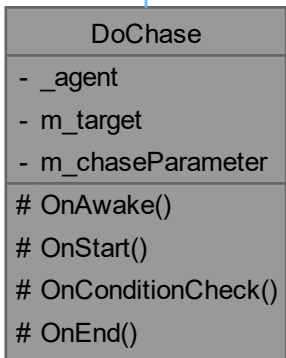 DoChase
- _agent
- m_target
- m_chaseParameter
# OnAwake()
# OnStart()
# OnConditionCheck()
# OnEnd()